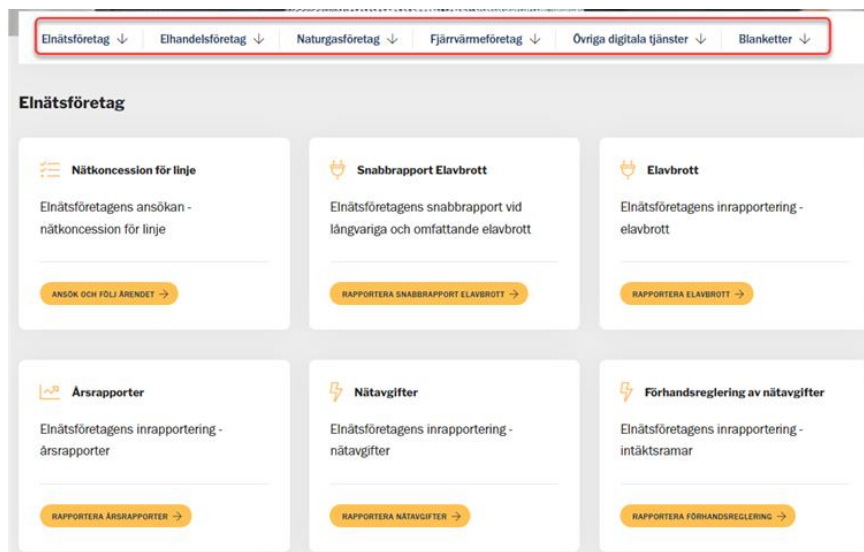 Elnätsföretag Elhandelsföretag Naturgasföretag Fjärrvärmeföretag Övriga digitala tjänster Blanketter
Elnätsföretag
Nätkoncession för linje
Elnätsföretagens ansökan -
nätkoncession för linje
ANSÖK OCH FÖLJ ÄRENDET
Snabbrapport Elavbrott
Elnätsföretagens snabbrapport vid
långvariga och omfattande elavbrott
RAPPORTERA SNABBRAPPORT ELAVBROTT
Elavbrott
Elnätsföretagens inrapportering -
elavbrott
RAPPORTERA ELAVBROTT
Årsrapporter
Elnätsföretagens inrapportering -
årsrapporter
RAPPORTERA ÅRSRAPPORTER
Nätavgifter
Elnätsföretagens inrapportering -
nätavgifter
RAPPORTERA NÄTAVGIFTER
Förhandsreglering av nätavgifter
Elnätsföretagens inrapportering -
intäktsramar
RAPPORTERA FÖRHANDSREGLERING